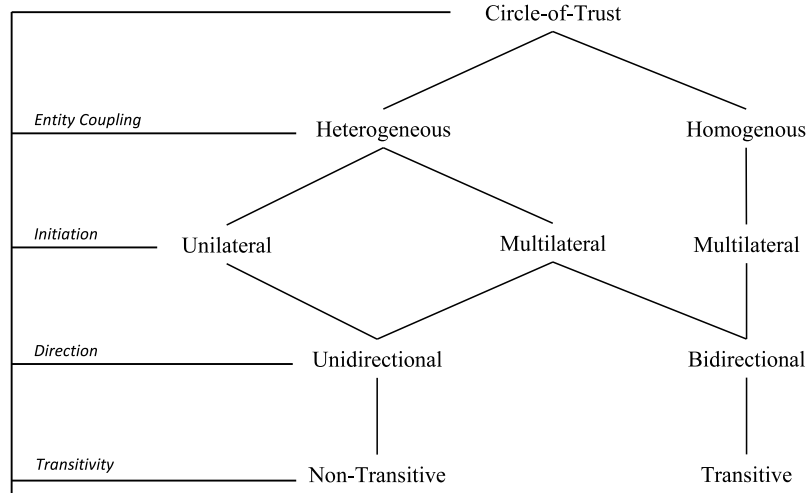 Circle-of-Trust
Entity Coupling
Heterogeneous
Homogenous
Initiation
Unilateral
Multilateral
Multilateral
Direction
Unidirectional
Bidirectional
Transitivity
Non-Transitive
Transitive